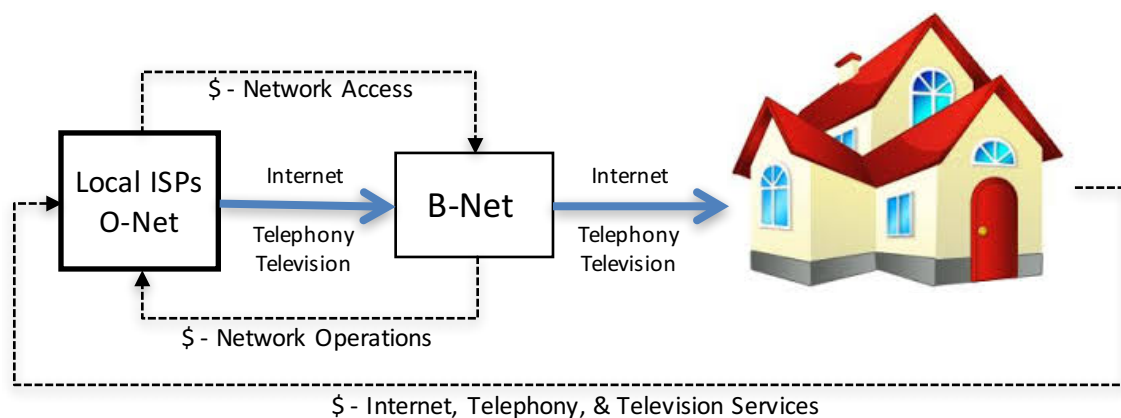 $ - Network Access
Local ISPs
O-Net
Internet
Telephony
Television
B-Net
Internet
Telephony
Television
$ - Network Operations
$ - Internet, Telephony, & Television Services